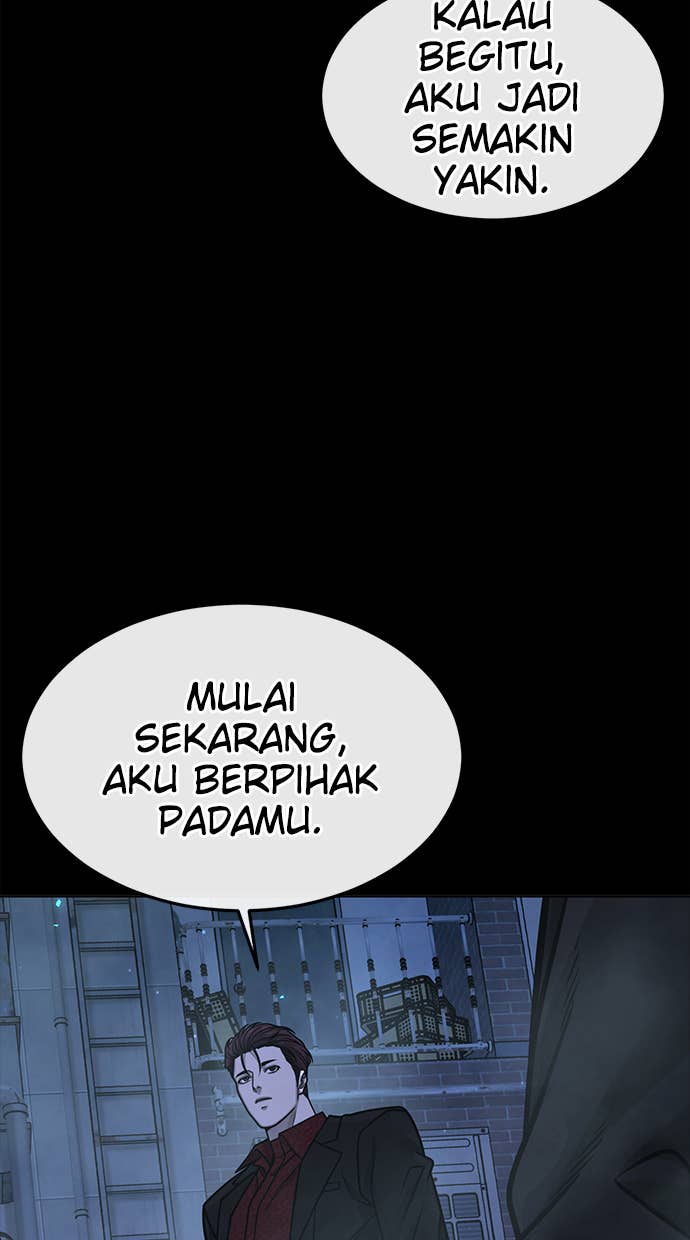 KALAU
BEGITU,
AKU JADI
SEMAKIN
YAKIN.
MULAI
SEKARANG,
AKU BERPIHAK
PADAMU.